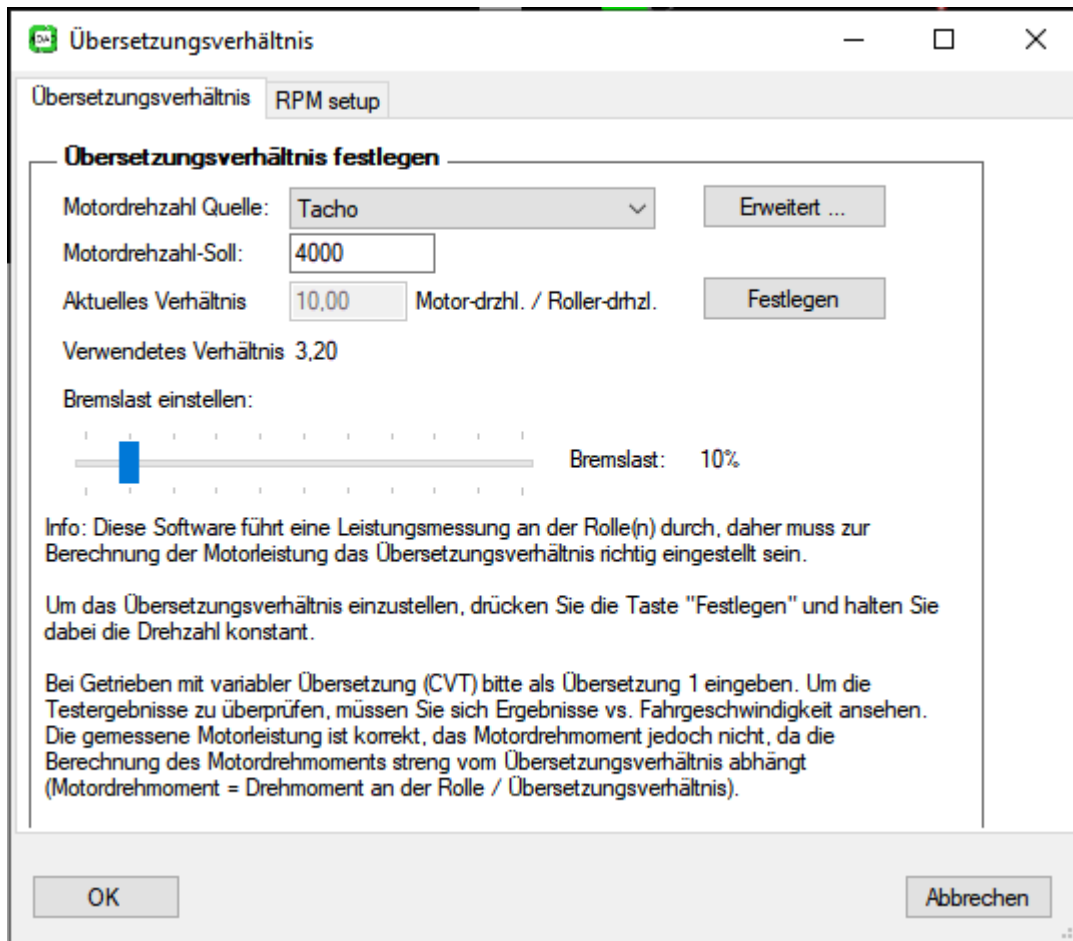 Übersetzungsverhältnis
Übersetzungsverhältnis RPM setup
Übersetzungsverhältnis festlegen
Motordrehzahl Quelle: Tacho Erweitert ...
Motordrehzahl-Soll: 4000
Aktuelles Verhältnis 10,00 Motor-drzhl. / Roller-drhzl. Festlegen
Verwendetes Verhältnis 3,20
Bremslast einstellen:
Bremslast: 10%
Info: Diese Software führt eine Leistungsmessung an der Rolle(n) durch, daher muss zur
Berechnung der Motorleistung das Übersetzungsverhältnis richtig eingestellt sein.
Um das Übersetzungsverhältnis einzustellen, drücken Sie die Taste "Festlegen" und halten Sie
dabei die Drehzahl konstant.
Bei Getrieben mit variabler Übersetzung (CVT) bitte als Übersetzung 1 eingeben. Um die
Testergebnisse zu überprüfen, müssen Sie sich Ergebnisse vs. Fahrgeschwindigkeit ansehen.
Die gemessene Motorleistung ist korrekt, das Motordrehmoment jedoch nicht, da die
Berechnung des Motordrehmoments streng vom Übersetzungsverhältnis abhängt
(Motordrehmoment = Drehmoment an der Rolle / Übersetzungsverhältnis).
OK Abbrechen